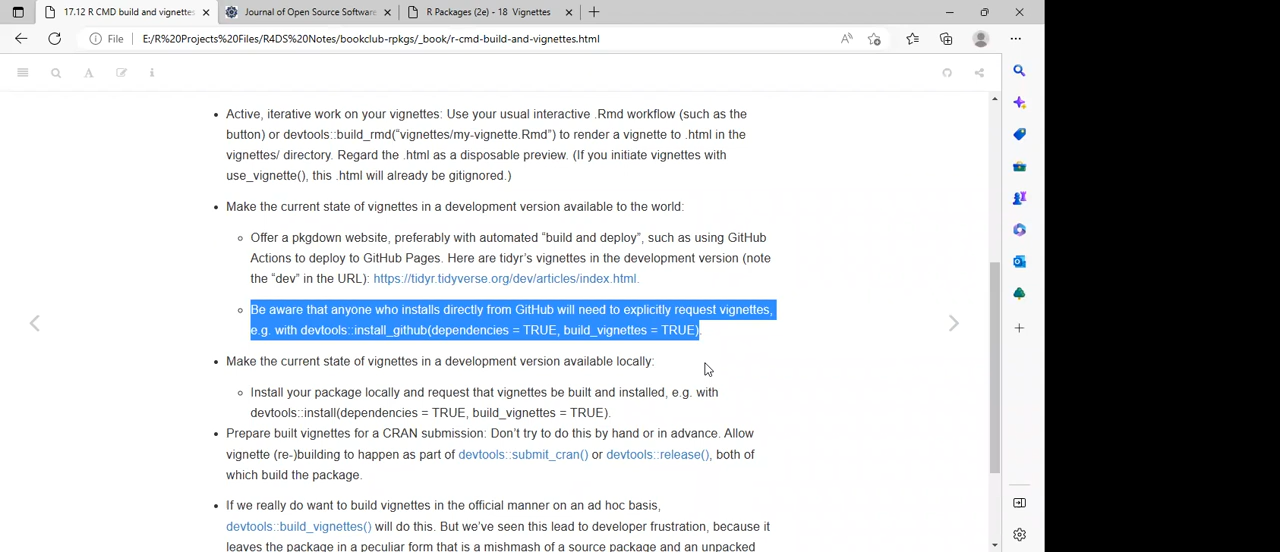 17.12 R CMD build and vignettes
Journal of Open Source Software
R Packages (2e) - 18 Vignettes
File
E:/R%20Projects%20Files/R4DS%20Notes/bookclub-rpkgs/_book/r-cmd-build-and-vignettes.html
Active, iterative work on your vignettes: Use your usual interactive .Rmd workflow (such as the
button) or devtools::build_rmd(“vignettes/my-vignette.Rmd”) to render a vignette to .html in the
vignettes/ directory. Regard the .html as a disposable preview. (If you initiate vignettes with
use_vignette(), this .html will already be gitignored.)
Make the current state of vignettes in a development version available to the world:
Offer a pkgdown website, preferably with automated “build and deploy”, such as using GitHub
Actions to deploy to GitHub Pages. Here are tidyr’s vignettes in the development version (note
the “dev” in the URL): https://tidyr.tidyverse.org/dev/articles/index.html.
Be aware that anyone who installs directly from GitHub will need to explicitly request vignettes,
e.g. with devtools::install_github(dependencies = TRUE, build_vignettes = TRUE).
Make the current state of vignettes in a development version available locally:
Install your package locally and request that vignettes be built and installed, e.g. with
devtools::install(dependencies = TRUE, build_vignettes = TRUE).
Prepare built vignettes for a CRAN submission: Don’t try to do this by hand or in advance. Allow
vignette (re-)building to happen as part of devtools::submit_cran() or devtools::release(), both of
which build the package.
If we really do want to build vignettes in the official manner on an ad hoc basis,
devtools::build_vignettes() will do this. But we’ve seen this lead to developer frustration, because it
leaves the package in a peculiar form that is a mishmash of a source package and an unpacked